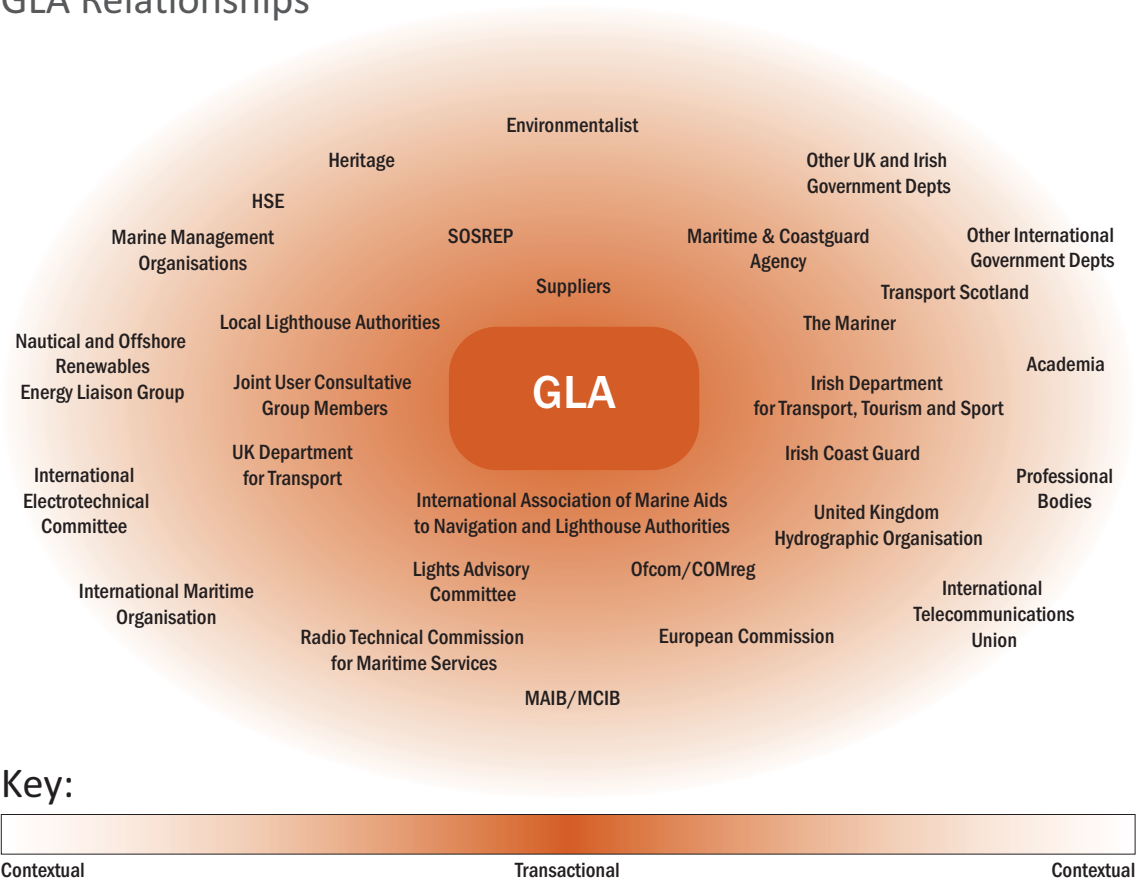 GLA Relationships
Environmentalist
Heritage
Other UK and Irish
Government Depts
HSE
Marine Management
Organisations
SOSREP
Maritime & Coastguard
Agency
Other International
Government Depts
Suppliers
Transport Scotland
Local Lighthouse Authorities
The Mariner
Nautical and Offshore
Renewables
Energy Liaison Group
Academia
Joint User Consultative
Group Members
GLA
Irish Department
for Transport, Tourism and Sport
UK Department
for Transport
Irish Coast Guard
International
Electrotechnical
Committee
Professional
Bodies
International Association of Marine Aids
to Navigation and Lighthouse Authorities
United Kingdom
Hydrographic Organisation
Lights Advisory
Committee
Ofcom/COMreg
International Maritime
Organisation
International
Telecommunications
Union
Radio Technical Commission
for Maritime Services
European Commission
MAIB/MCIB
Key:
Contextual
Transactional
Contextual